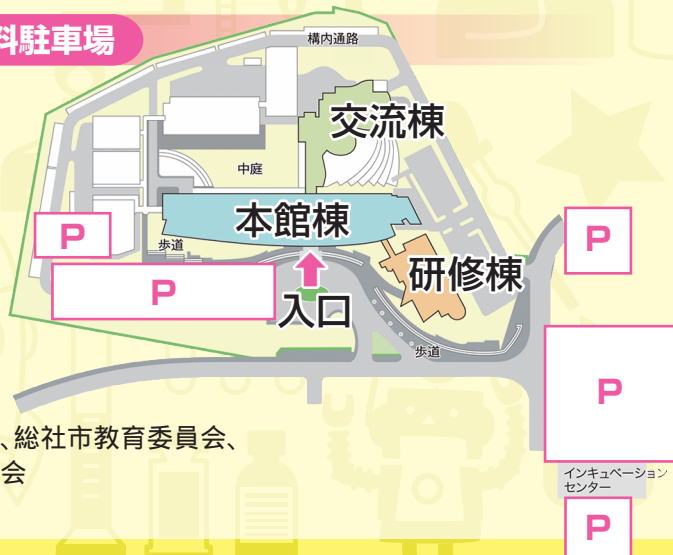 料駐車場
構内通路
交流棟
中庭
本館棟
P
歩道
P
研修棟
P
入口
歩道
P
、総社市教育委員会、
会
インキュベーション
センター
P